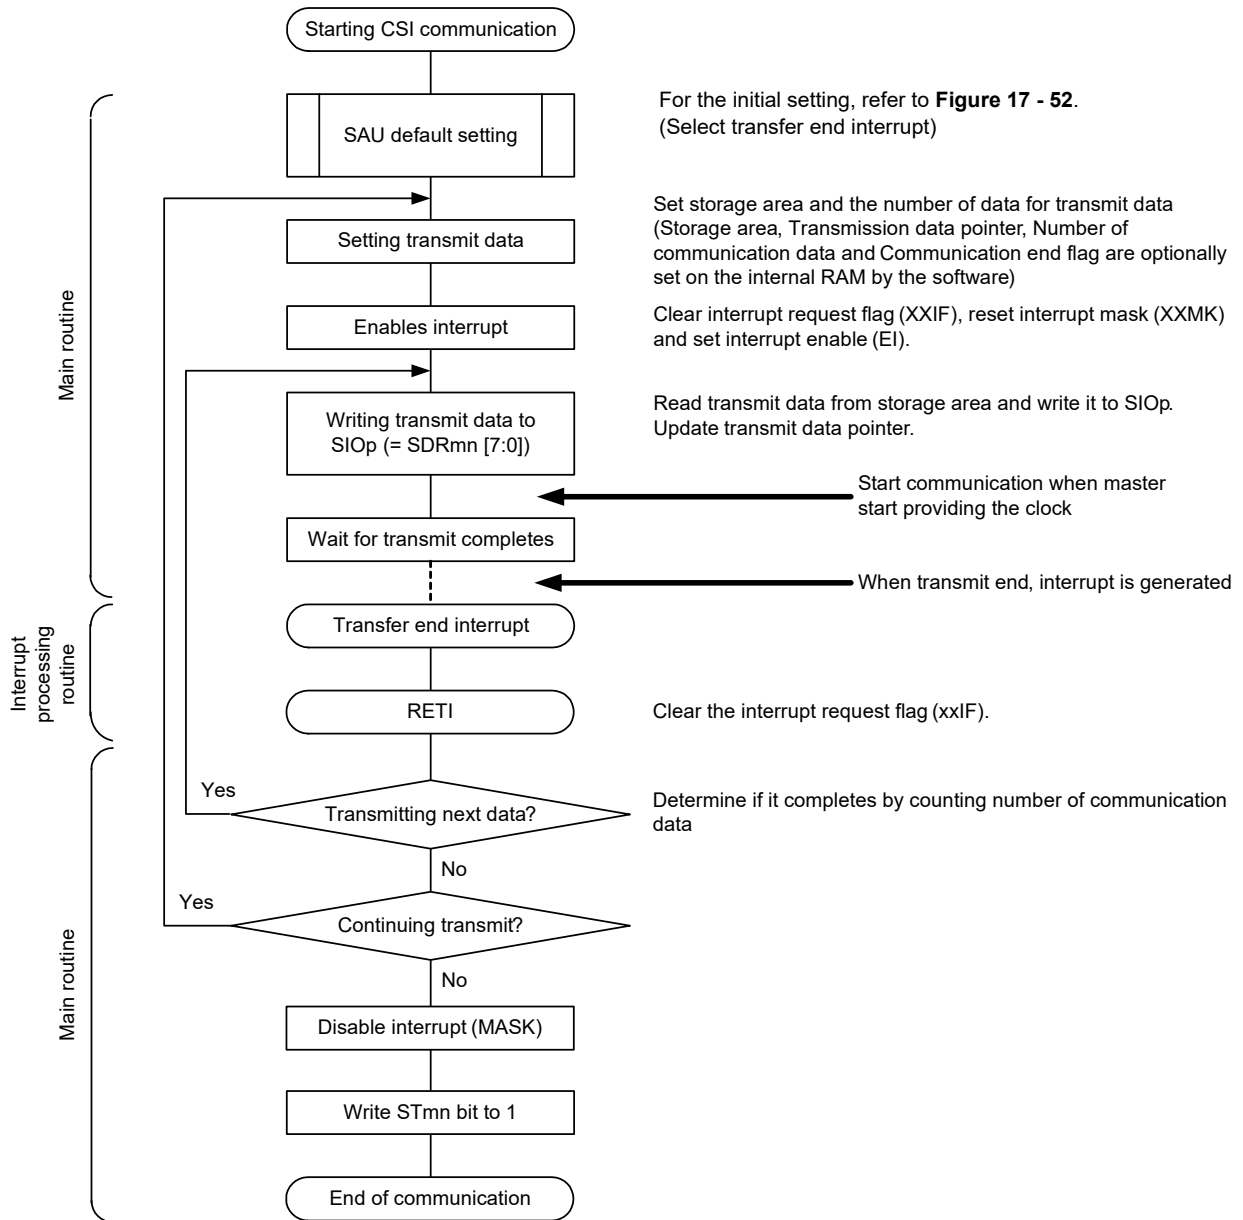 Starting CSI communication
For the initial setting, refer to Figure 17 - 52.
(Select transfer end interrupt)
SAU default setting
Set storage area and the number of data for transmit data
(Storage area, Transmission data pointer, Number of
communication data and Communication end flag are optionally
set on the internal RAM by the software)
Setting transmit data
Main routine
Enables interrupt
Clear interrupt request flag (XXIF), reset interrupt mask (XXMK)
and set interrupt enable (EI).
Writing transmit data to
SIOp (= SDRmn [7:0])
Read transmit data from storage area and write it to SIOp.
Update transmit data pointer.
Start communication when master
start providing the clock
Wait for transmit completes
When transmit end, interrupt is generated
Transfer end interrupt
Interrupt
processing
routine
RETI
Clear the interrupt request flag (xxIF).
Yes
Transmitting next data?
Determine if it completes by counting number of communication
data
No
Yes
Continuing transmit?
No
Main routine
Disable interrupt (MASK)
Write STmn bit to 1
End of communication